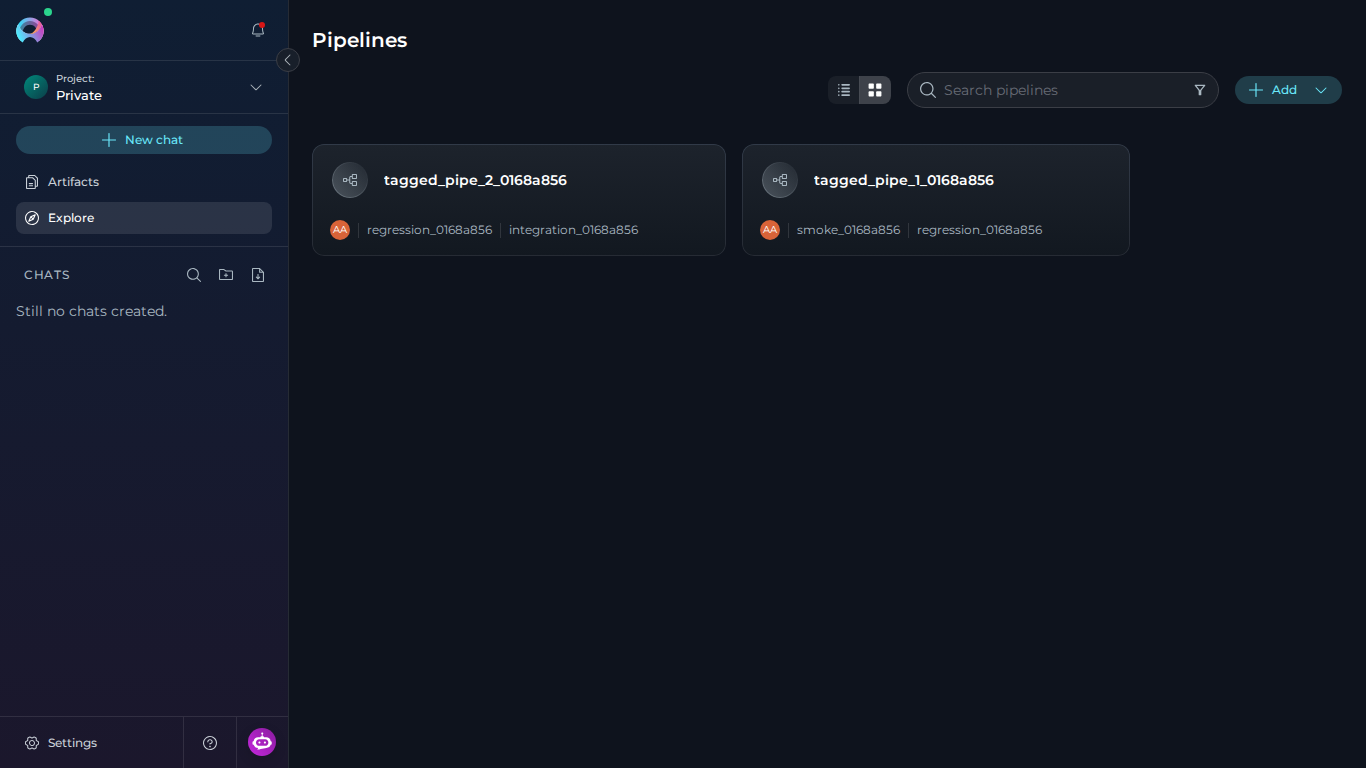 Project:
P
Private
New chat
Artifacts
Explore
CHATS
Still no chats created.
Settings
Pipelines
Search pipelines
Add
tagged_pipe_2_0168a856
AA
regression_0168a856
integration_0168a856
tagged_pipe_1_0168a856
AA
smoke_0168a856
regression_0168a856